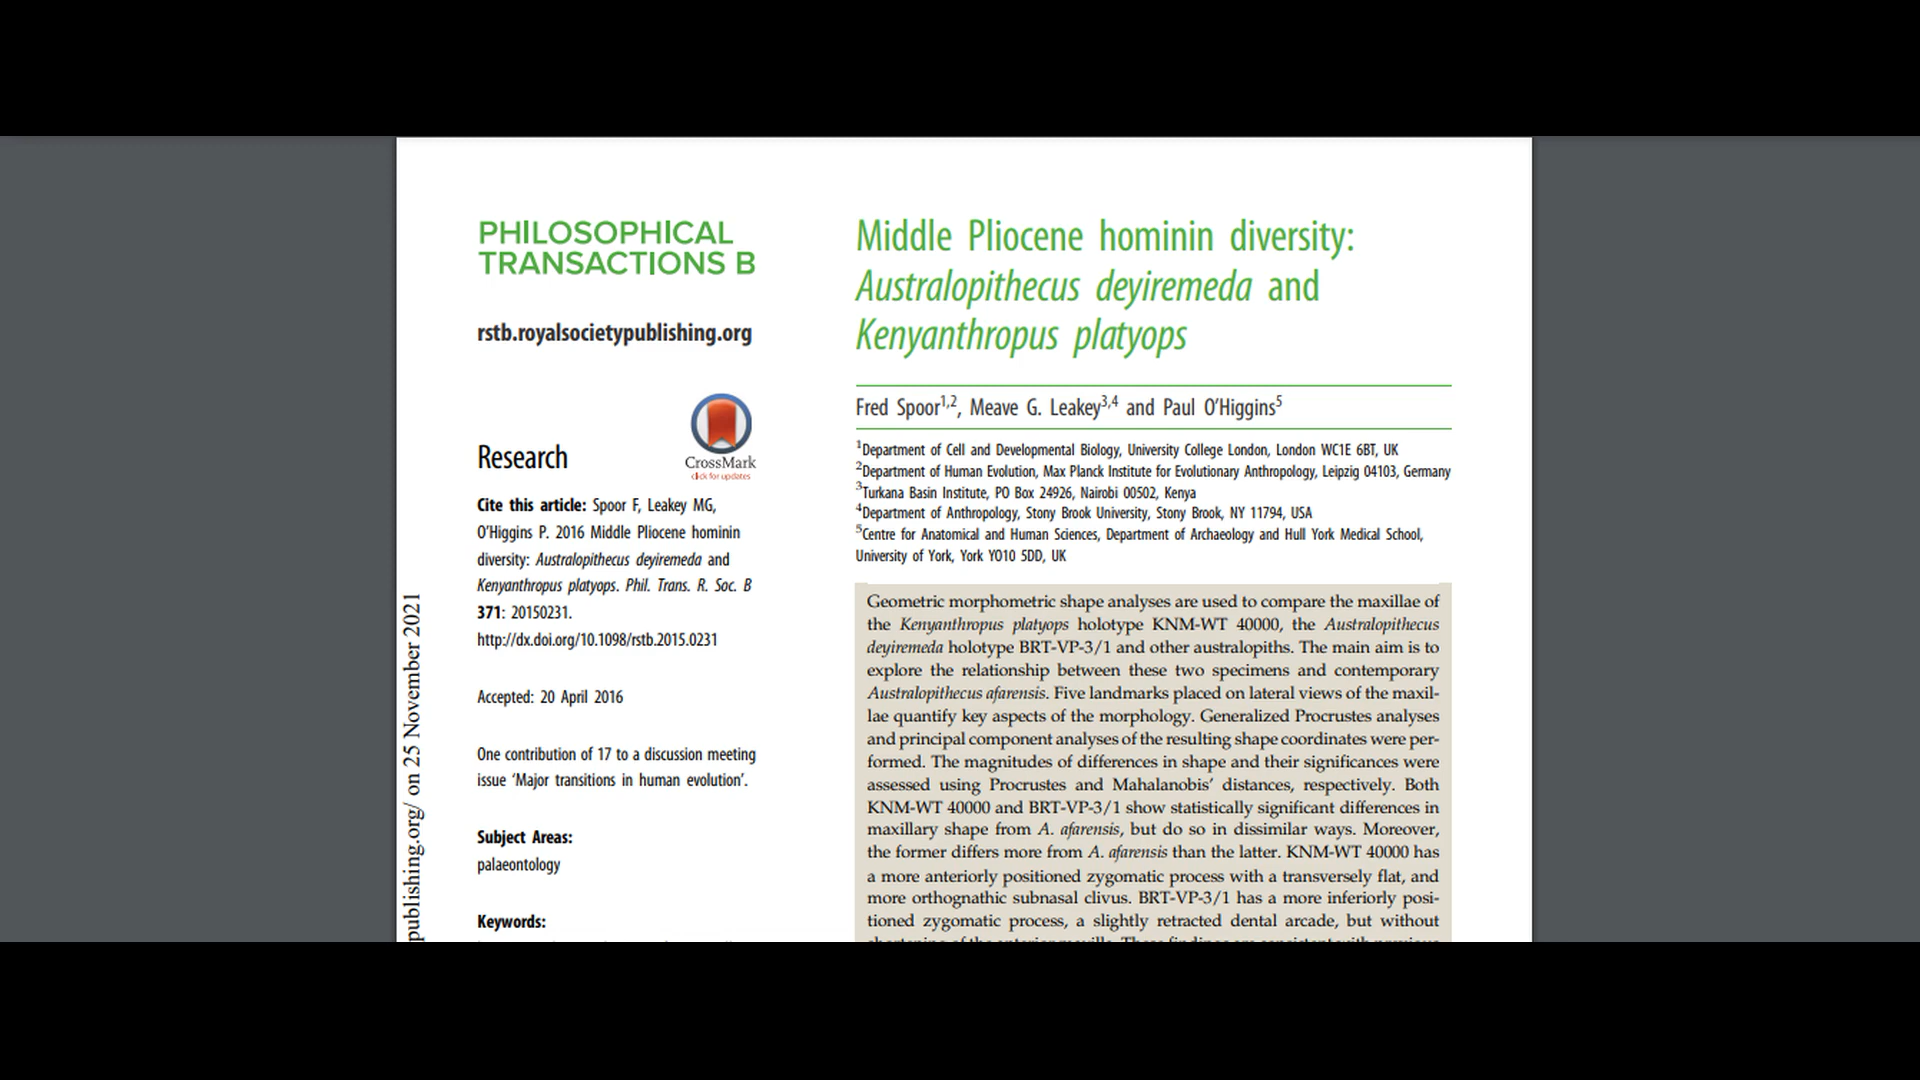 PHILOSOPHICAL
TRANSACTIONS B
rstb.royalsocietypublishing.org
Research
CrossMark
click for updates
Cite this article: Spoor F, Leakey MG,
O'Higgins P. 2016 Middle Pliocene hominin
diversity: Australopithecus deyiremeda and
Kenyanthropus platyops. Phil. Trans. R. Soc. B
371: 20150231.
http://dx.doi.org/10.1098/rstb.2015.0231
Accepted: 20 April 2016
One contribution of 17 to a discussion meeting
issue 'Major transitions in human evolution'.
Subject Areas:
palaeontology
Keywords:
publishing.org/ on 25 November 2021
Middle Pliocene hominin diversity:
Australopithecus deyiremeda and
Kenyanthropus platyops
Fred Spoor1,2, Meave G. Leakey3,4 and Paul O'Higgins5
1Department of Cell and Developmental Biology, University College London, London WC1E 6BT, UK
2Department of Human Evolution, Max Planck Institute for Evolutionary Anthropology, Leipzig 04103, Germany
3Turkana Basin Institute, PO Box 24926, Nairobi 00502, Kenya
4Department of Anthropology, Stony Brook University, Stony Brook, NY 11794, USA
5Centre for Anatomical and Human Sciences, Department of Archaeology and Hull York Medical School,
University of York, York YO10 5DD, UK
Geometric morphometric shape analyses are used to compare the maxillae of
the Kenyanthropus platyops holotype KNM-WT 40000, the Australopithecus
deyiremeda holotype BRT-VP-3/1 and other australopiths. The main aim is to
explore the relationship between these two specimens and contemporary
Australopithecus afarensis. Five landmarks placed on lateral views of the maxil-
lae quantify key aspects of the morphology. Generalized Procrustes analyses
and principal component analyses of the resulting shape coordinates were per-
formed. The magnitudes of differences in shape and their significances were
assessed using Procrustes and Mahalanobis' distances, respectively. Both
KNM-WT 40000 and BRT-VP-3/1 show statistically significant differences in
maxillary shape from A. afarensis, but do so in dissimilar ways. Moreover,
the former differs more from A. afarensis than the latter. KNM-WT 40000 has
a more anteriorly positioned zygomatic process with a transversely flat, and
more orthognathic subnasal clivus. BRT-VP-3/1 has a more inferiorly posi-
tioned zygomatic process, a slightly retracted dental arcade, but without